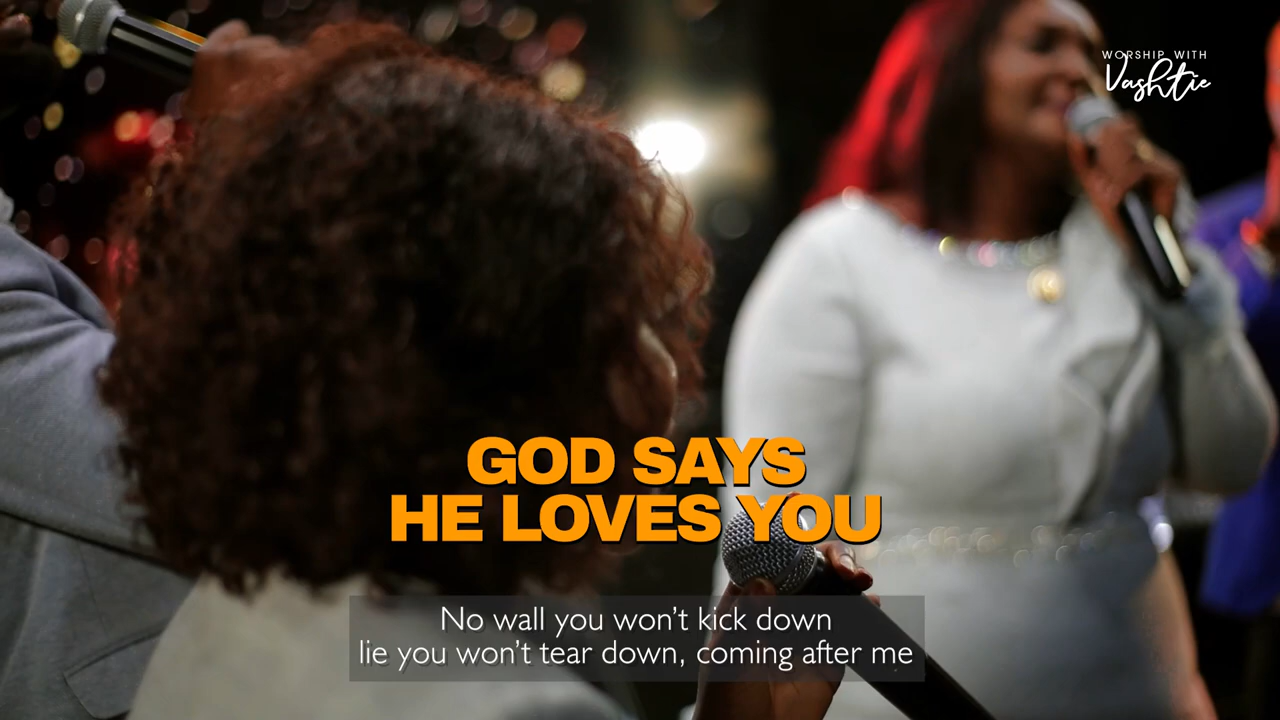 WORSHIP WITH
Vashtie
GOD SAYS
HE LOVES YOU
No wall you won't kick down
lie you won't tear down, coming after me